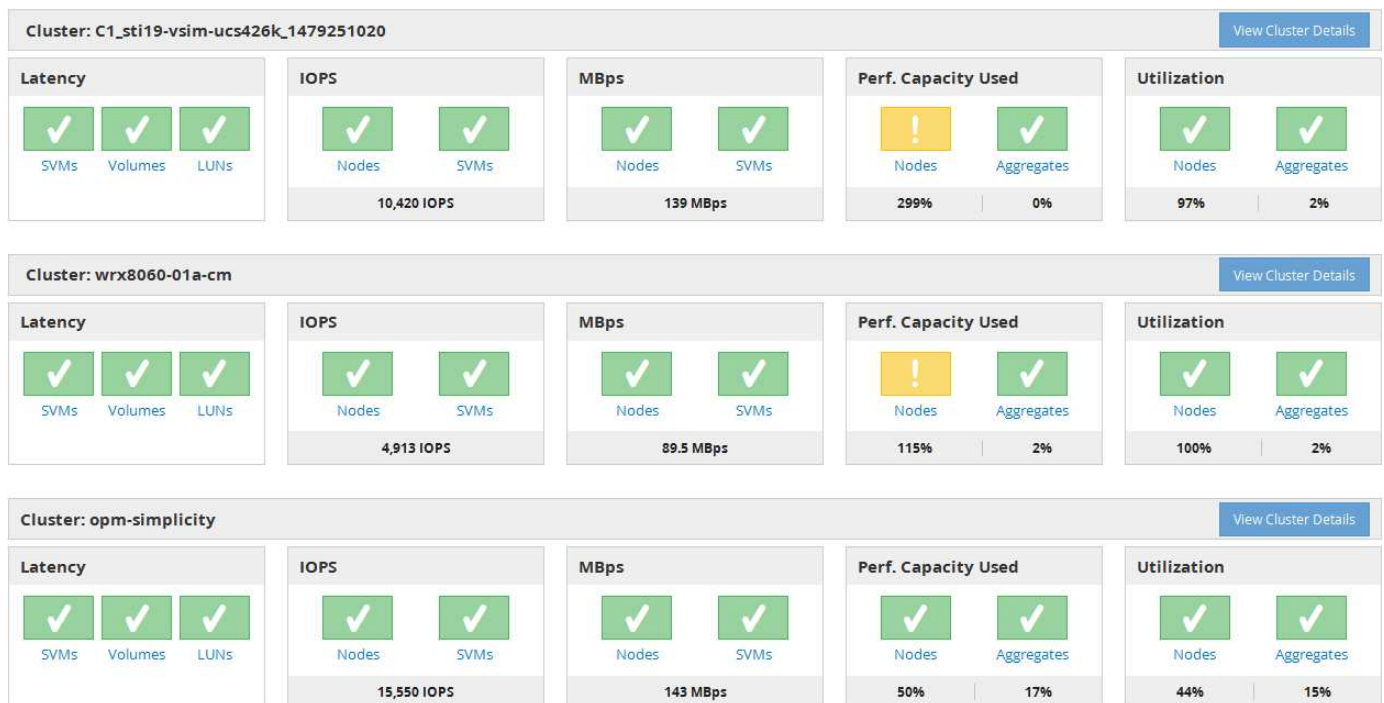 Cluster: C1_sti19-vsim-ucs426k_1479251020 View Cluster Details
Latency IOPS MBps Perf. Capacity Used Utilization
! 
SVMs Volumes LUNs Nodes SVMs Nodes SVMs Nodes Aggregates Nodes Aggregates
10,420 IOPS 139 MBps 299% 0% 97% 2%
Cluster: wrx8060-01a-cm View Cluster Details
Latency IOPS MBps Perf. Capacity Used Utilization
!
SVMs Volumes LUNs Nodes SVMs Nodes SVMs Nodes Aggregates Nodes Aggregates
4,913 IOPS 89.5 MBps 115% 2% 100% 2%
Cluster: opm-simplicity View Cluster Details
Latency IOPS MBps Perf. Capacity Used Utilization
SVMs Volumes LUNs Nodes SVMs Nodes SVMs Nodes Aggregates Nodes Aggregates
15,550 IOPS 143 MBps 50% 17% 44% 15%